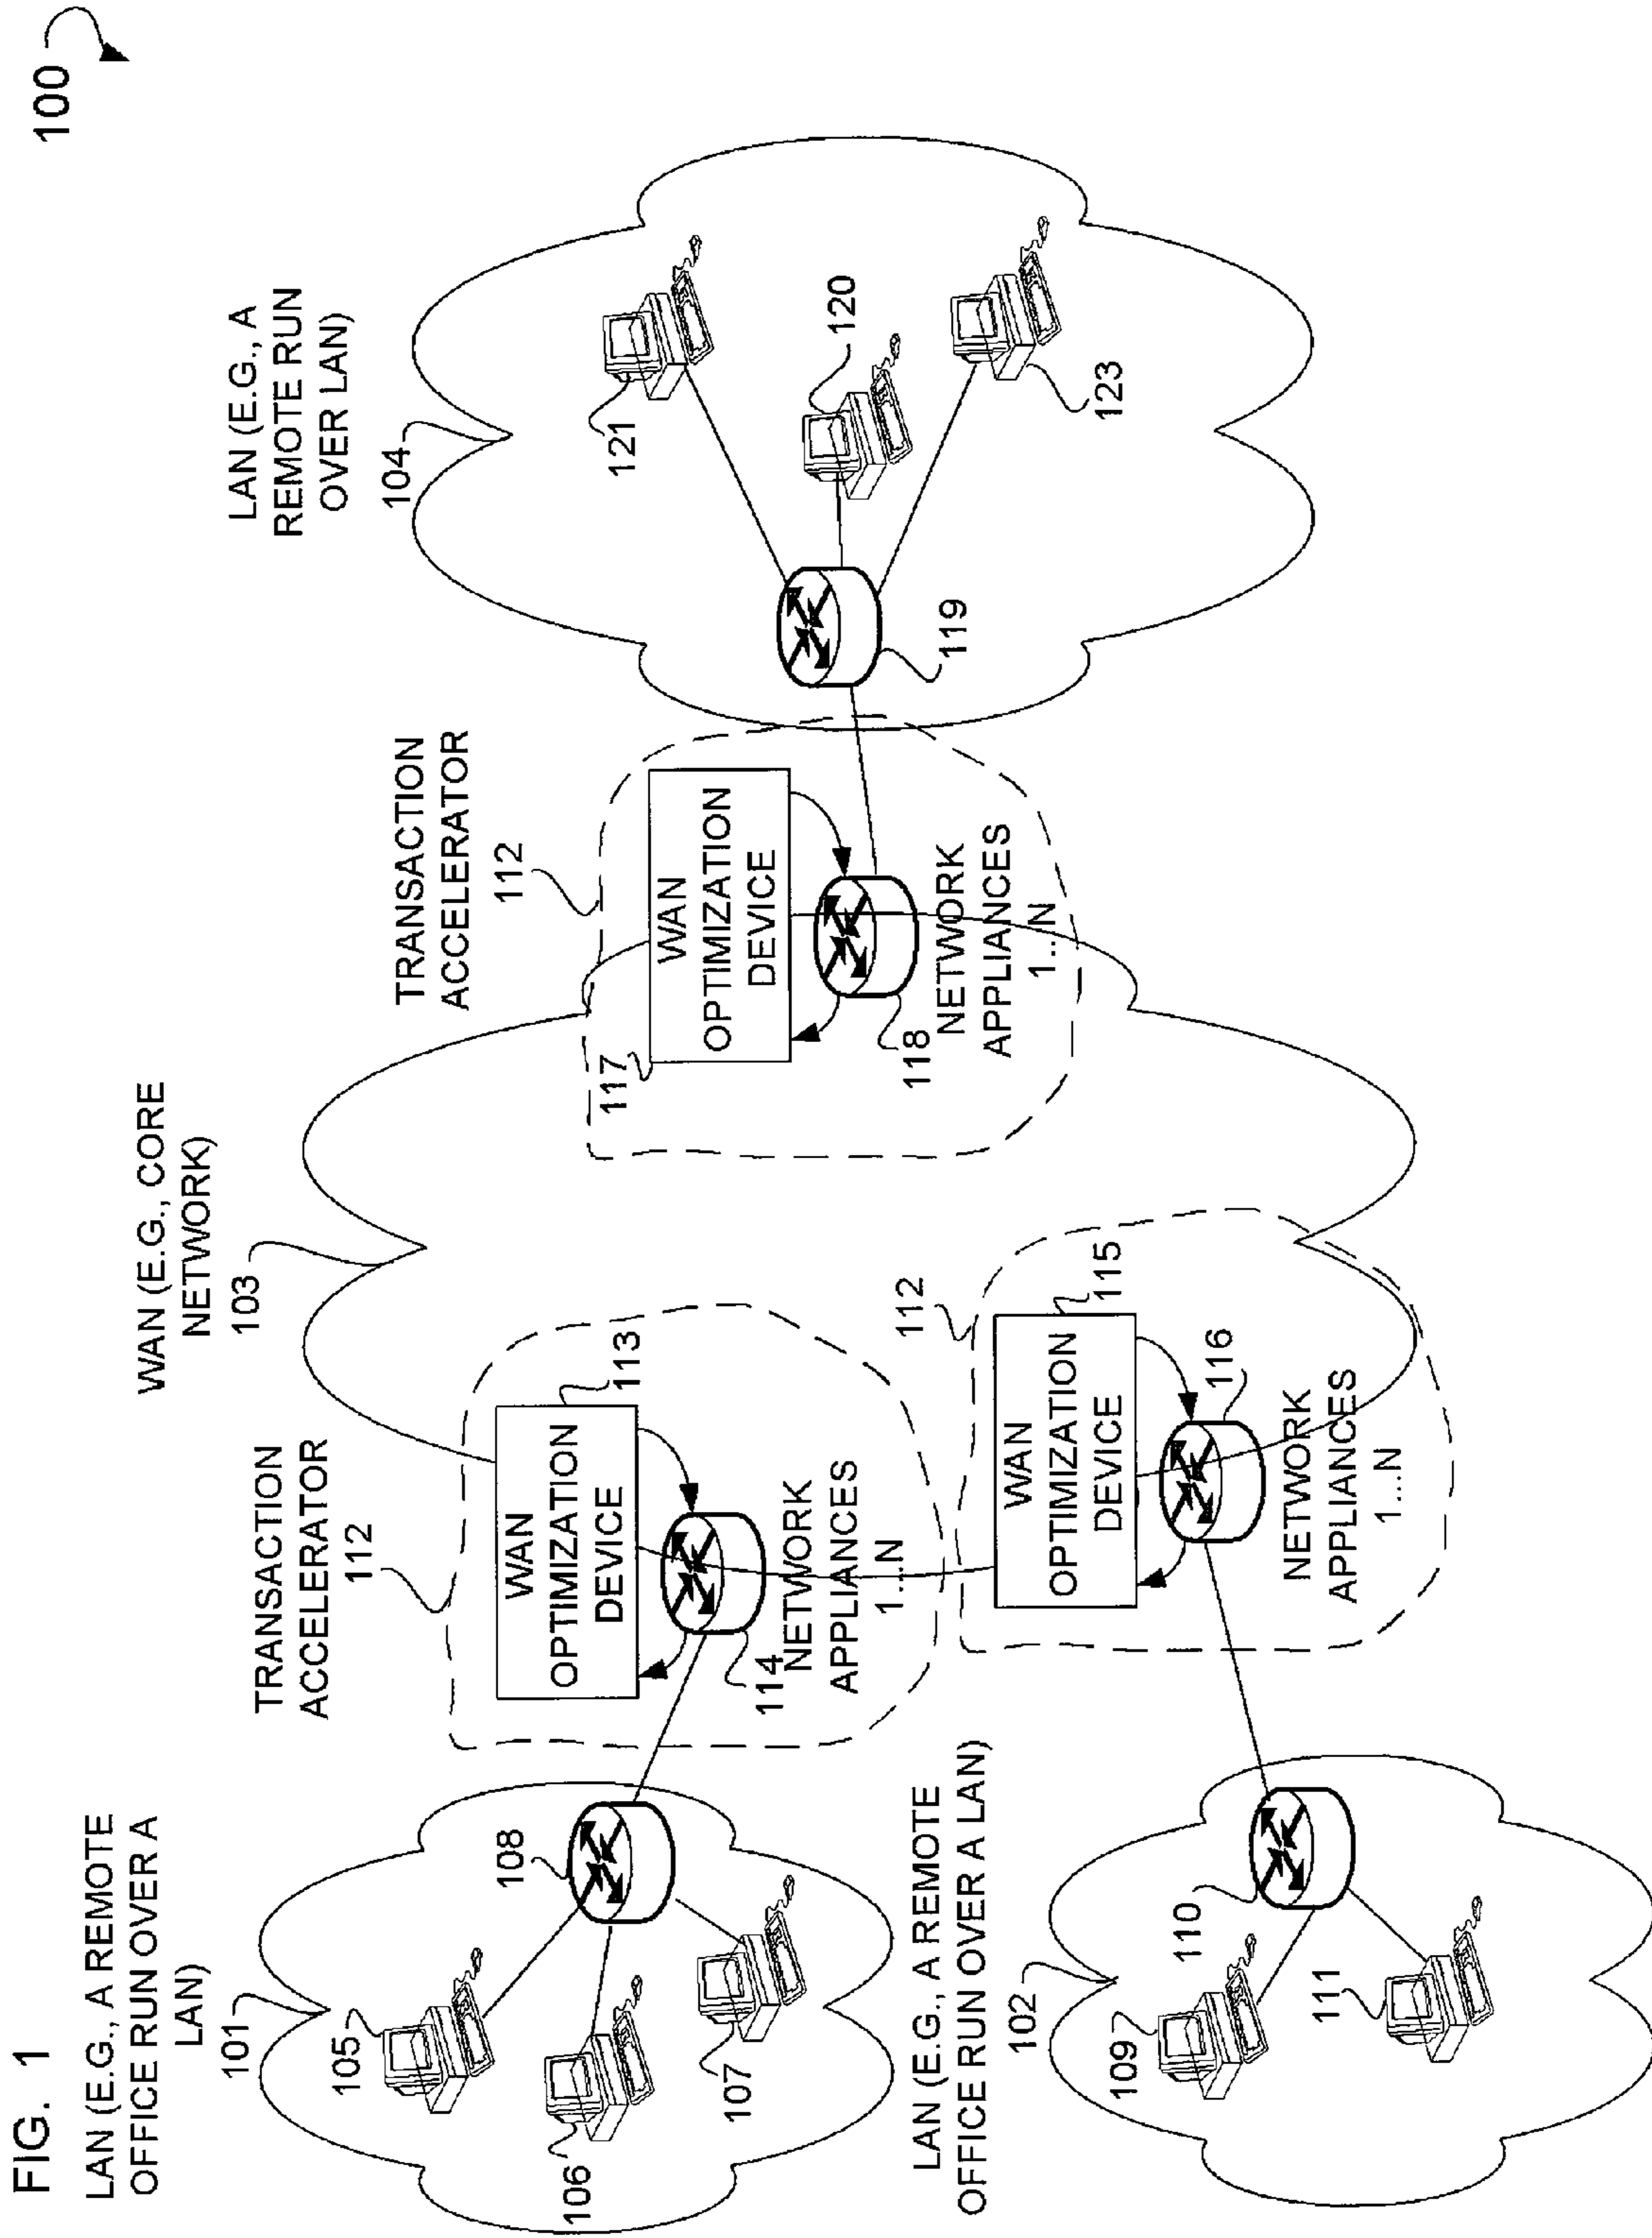 FIG. 1
100
LAN (E.G., A REMOTE
OFFICE RUN OVER A
LAN)
101
105
106
107
108
TRANSACTION
ACCELERATOR
112
WAN
OPTIMIZATION
DEVICE
113
114
NETWORK
APPLIANCES
1...N
WAN (E.G., CORE
NETWORK)
103
TRANSACTION
ACCELERATOR
112
WAN
OPTIMIZATION
DEVICE
117
118
NETWORK
APPLIANCES
1...N
LAN (E.G., A
REMOTE RUN
OVER LAN)
104
121
120
123
119
LAN (E.G., A REMOTE
OFFICE RUN OVER A LAN)
102
109
110
111
112
WAN
OPTIMIZATION
DEVICE
115
116
NETWORK
APPLIANCES
1...N